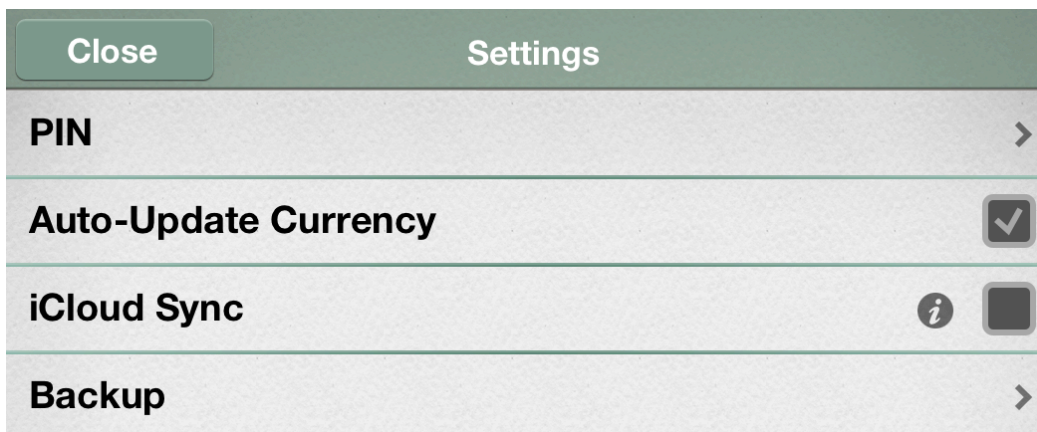 Close
Settings
PIN
Auto-Update Currency
iCloud Sync
Backup